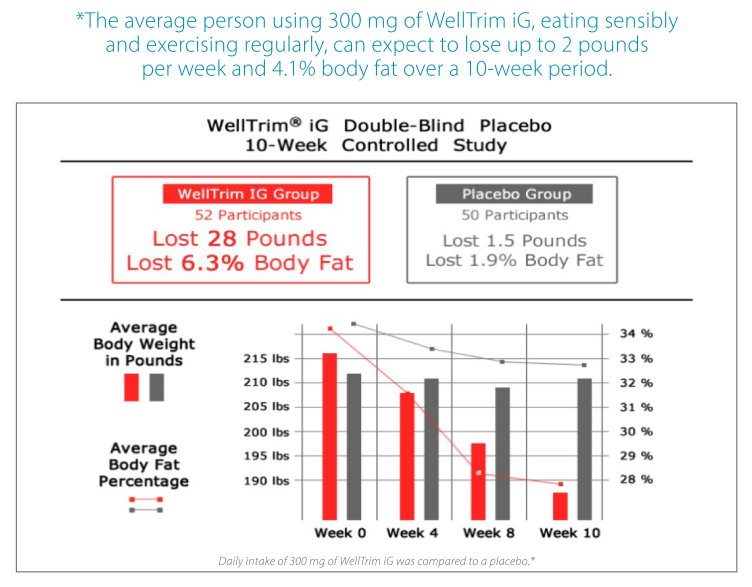 *The average person using 300 mg of WellTrim iG, eating sensibly
and exercising regularly, can expect to lose up to 2 pounds
per week and 4.1% body fat over a 10-week period.
WellTrim® iG Double-Blind Placebo
10-Week Controlled Study
WellTrim IG Group
52 Participants
Lost 28 Pounds
Lost 6.3% Body Fat
Placebo Group
50 Participants
Lost 1.5 Pounds
Lost 1.9% Body Fat
Average
Body Weight
in Pounds
Average
Body Fat
Percentage
215 lbs
210 lbs
205 lbs
200 lbs
195 lbs
190 lbs
34 %
33 %
32 %
31 %
30 %
29 %
28 %
Week 0
Week 4
Week 8
Week 10
Daily intake of 300 mg of WellTrim iG was compared to a placebo.*